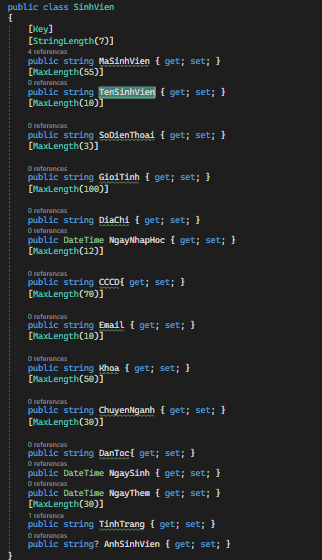 public class SinhVien
{
[Key]
[StringLength(7)]
4 references
public string MaSinhVien { get; set; }
[MaxLength(55)]
0 references
public string TenSinhVien { get; set; }
[MaxLength(10)]
0 references
public string SoDienThoai { get; set; }
[MaxLength(3)]
0 references
public string GioiTinh { get; set; }
[MaxLength(100)]
0 references
public string DiaChi { get; set; }
0 references
public DateTime NgayNhapHoc { get; set; }
[MaxLength(12)]
0 references
public string CCCD{ get; set; }
[MaxLength(70)]
0 references
public string Email { get; set; }
[MaxLength(10)]
0 references
public string Khoa { get; set; }
[MaxLength(50)]
0 references
public string ChuyenNganh { get; set; }
[MaxLength(30)]
0 references
public string DanToc{ get; set; }
0 references
public DateTime NgaySinh { get; set; }
0 references
public DateTime NgayThem { get; set; }
[MaxLength(30)]
1 reference
public string TinhTrang { get; set; }
0 references
public string? AnhSinhVien { get; set; }
}